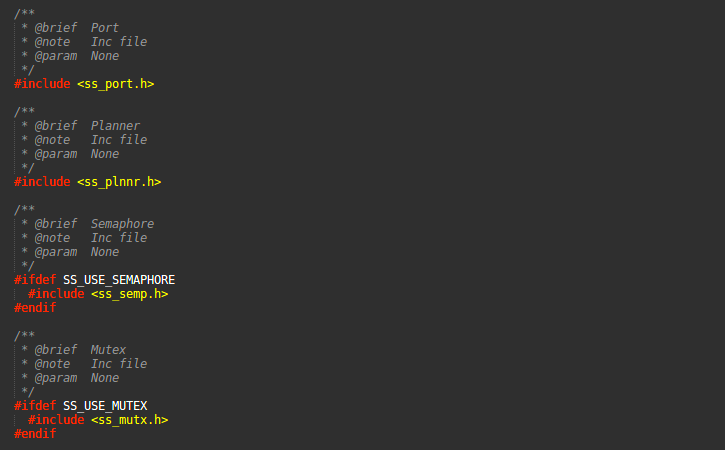 /**
 * @brief  Port
 * @note   Inc file
 * @param  None
 */
#include <ss_port.h>

/**
 * @brief  Planner
 * @note   Inc file
 * @param  None
 */
#include <ss_plnnr.h>

/**
 * @brief  Semaphore
 * @note   Inc file
 * @param  None
 */
#ifdef SS_USE_SEMAPHORE
  #include <ss_semp.h>
#endif

/**
 * @brief  Mutex
 * @note   Inc file
 * @param  None
 */
#ifdef SS_USE_MUTEX
  #include <ss_mutx.h>
#endif